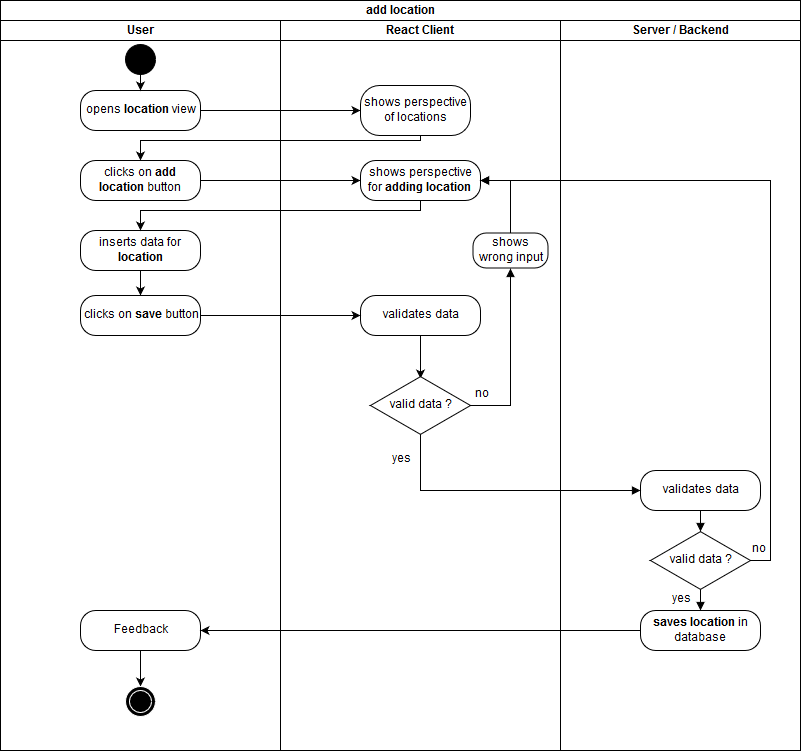 add location
User
React Client
Server / Backend
opens location view
shows perspective
of locations
clicks on add
location button
shows perspective
for adding location
inserts data for
location
shows
wrong input
clicks on save button
validates data
valid data ?
no
yes
validates data
valid data ?
no
yes
saves location in
database
Feedback